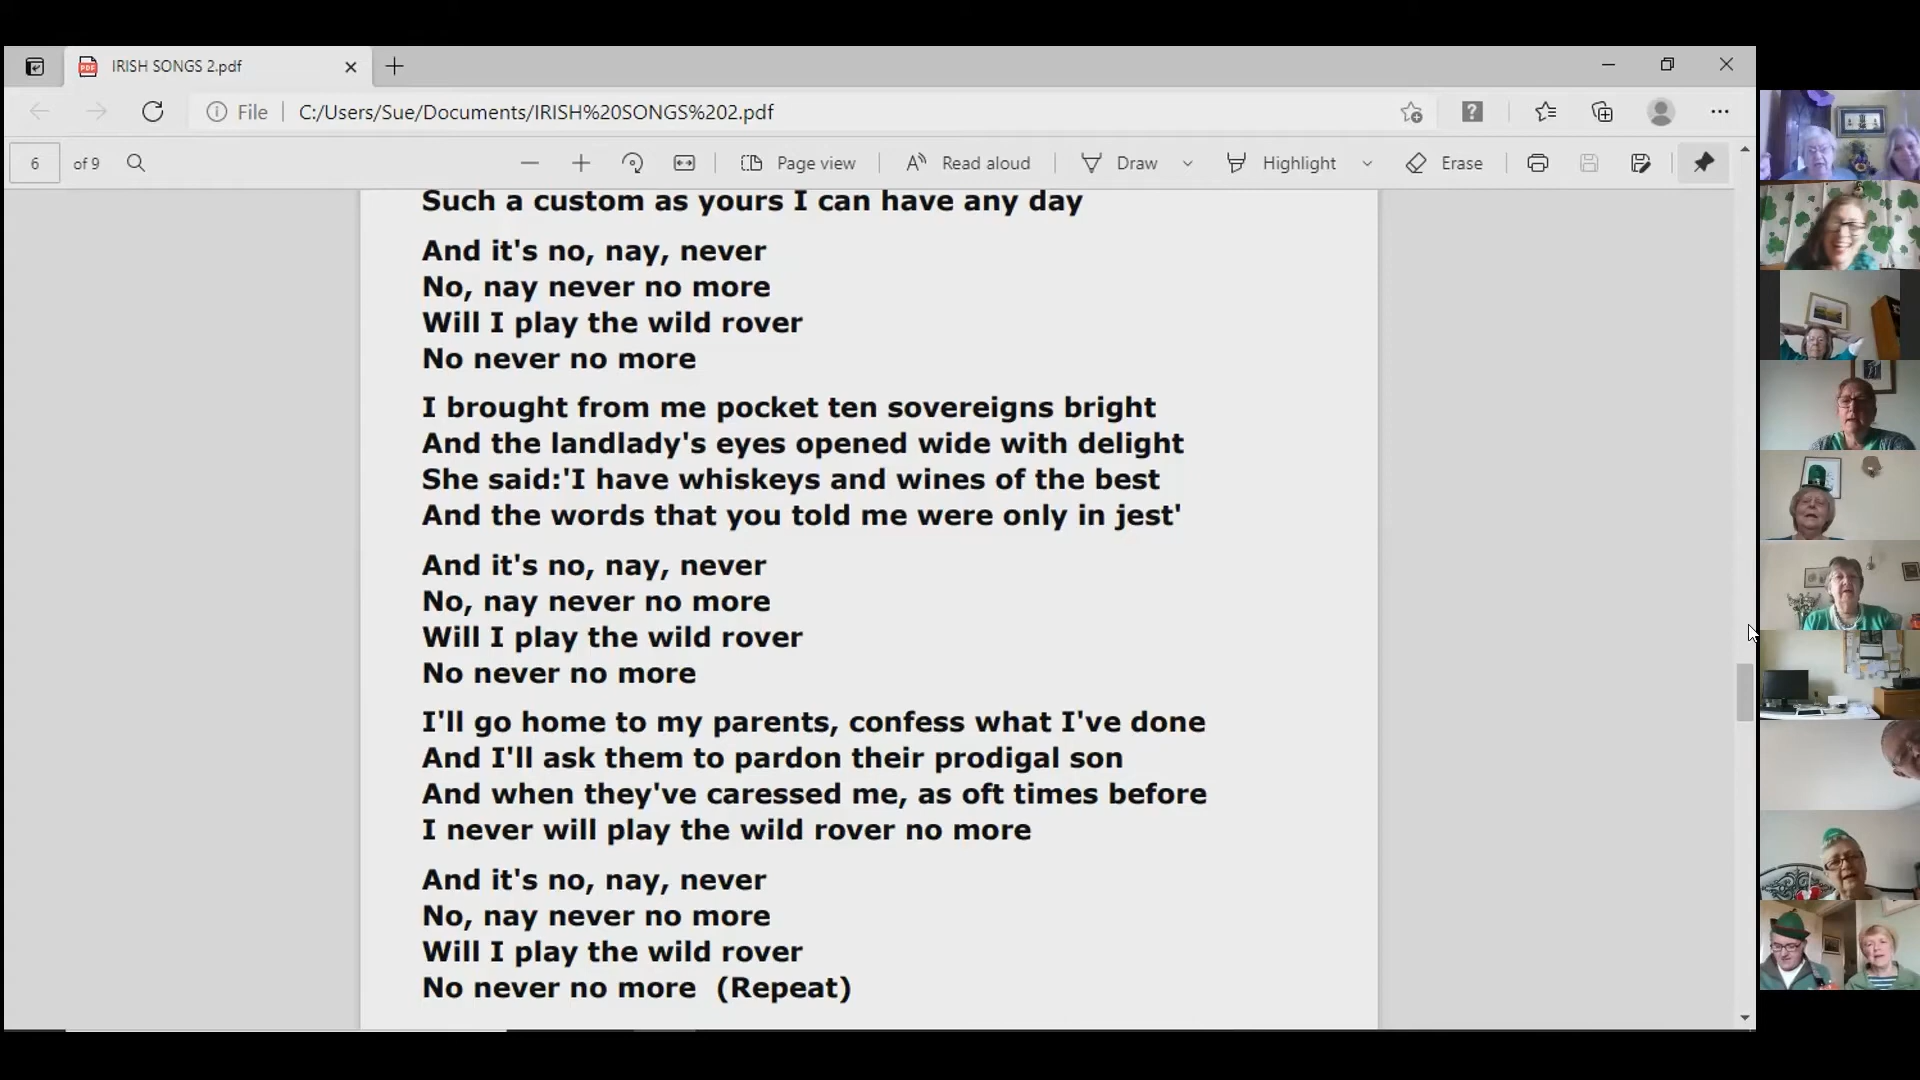 IRISH SONGS 2.pdf
File
C:/Users/Sue/Documents/IRISH%20SONGS%202.pdf
6 of 9
Page view
Read aloud
Draw
Highlight
Erase
Such a custom as yours I can have any day
And it's no, nay, never
No, nay never no more
Will I play the wild rover
No never no more
I brought from me pocket ten sovereigns bright
And the landlady's eyes opened wide with delight
She said:'I have whiskeys and wines of the best
And the words that you told me were only in jest'
And it's no, nay, never
No, nay never no more
Will I play the wild rover
No never no more
I'll go home to my parents, confess what I've done
And I'll ask them to pardon their prodigal son
And when they've caressed me, as oft times before
I never will play the wild rover no more
And it's no, nay, never
No, nay never no more
Will I play the wild rover
No never no more (Repeat)